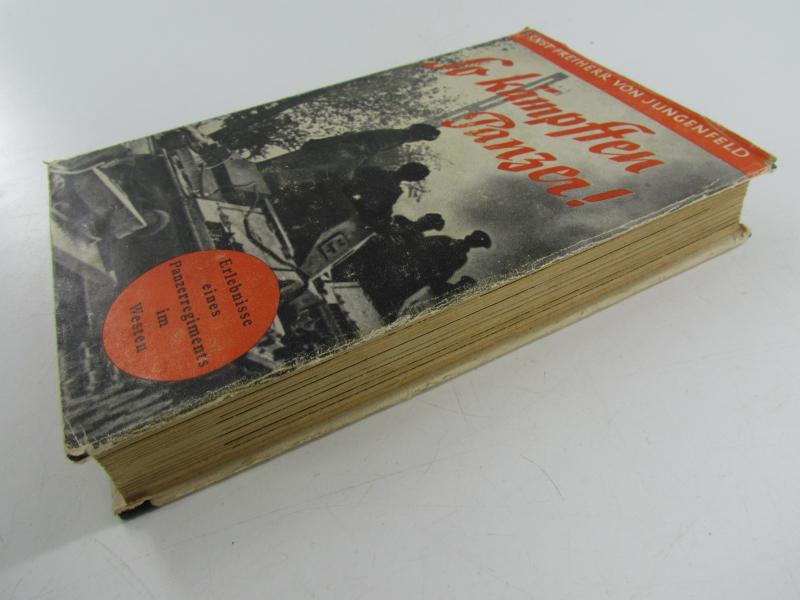 ERNST FREIHERR VON JUNGENFELD
So kämpften
Panzer!
Erlebnisse
eines
Panzerregiments
im
Westen